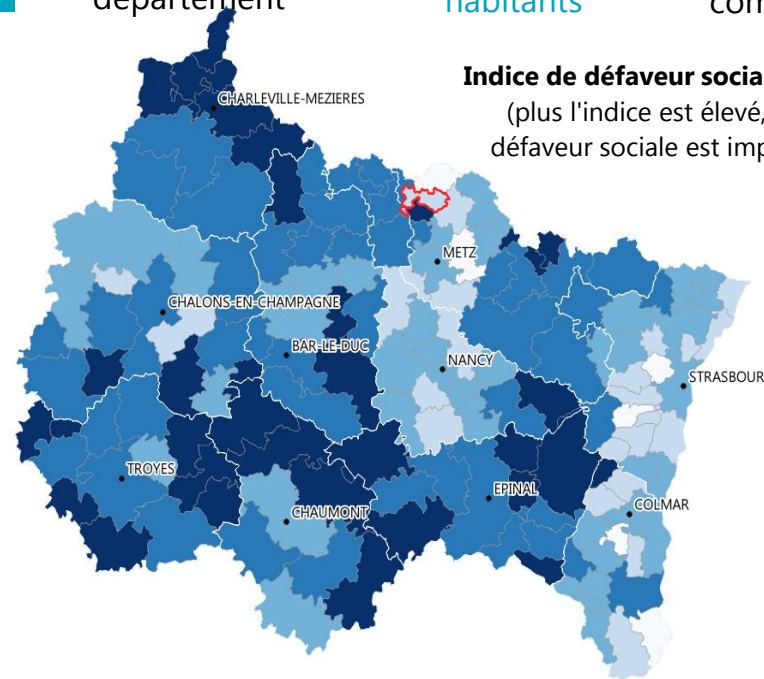 département
habitants
com
Indice de défaveur socia
(plus l'indice est élevé,
défaveur sociale est imp
CHARLEVILLE-MEZIERES
METZ
CHALONS-EN-CHAMPAGNE
BAR-LE-DUC
NANCY
STRASBOUR
TROYES
EPINAL
CHAUMONT
COLMAR